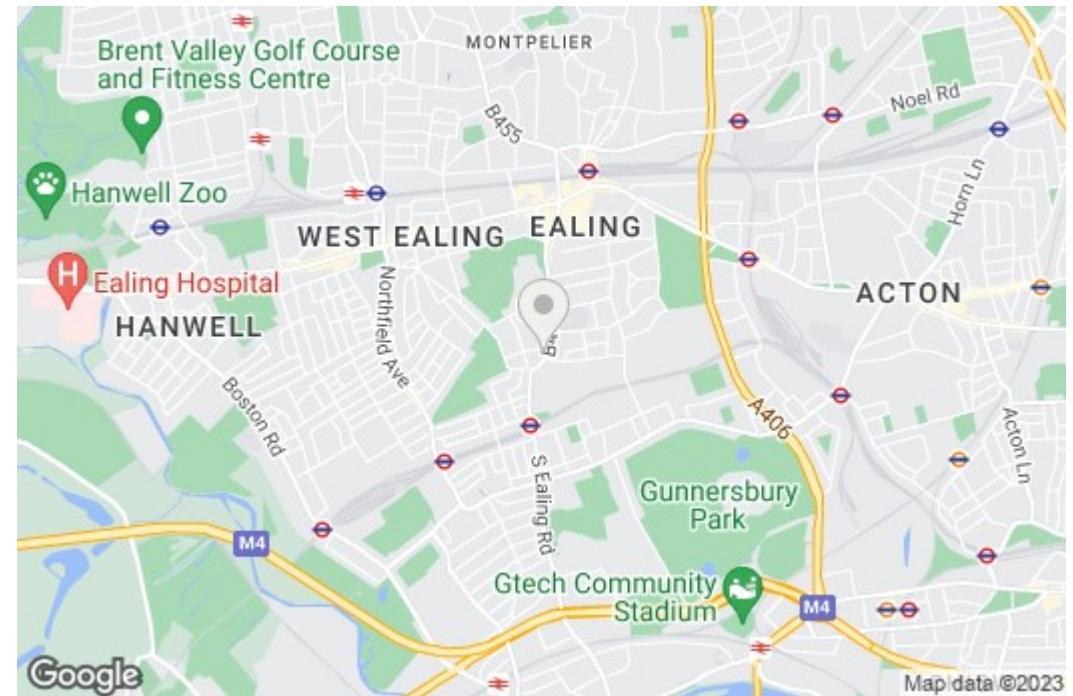 MONTPELIER
Brent Valley Golf Course
and Fitness Centre
B455
Noel Rd
Hanwell Zoo
Horn Ln
WEST EALING
EALING
H
Ealing Hospital
ACTON
HANWELL
Northfield Ave
Boston Rd
A406
Acton Ln
S Ealing Rd
Gunnersbury
Park
M4
Gtech Community
Stadium
M4
Google
Map data ©2023